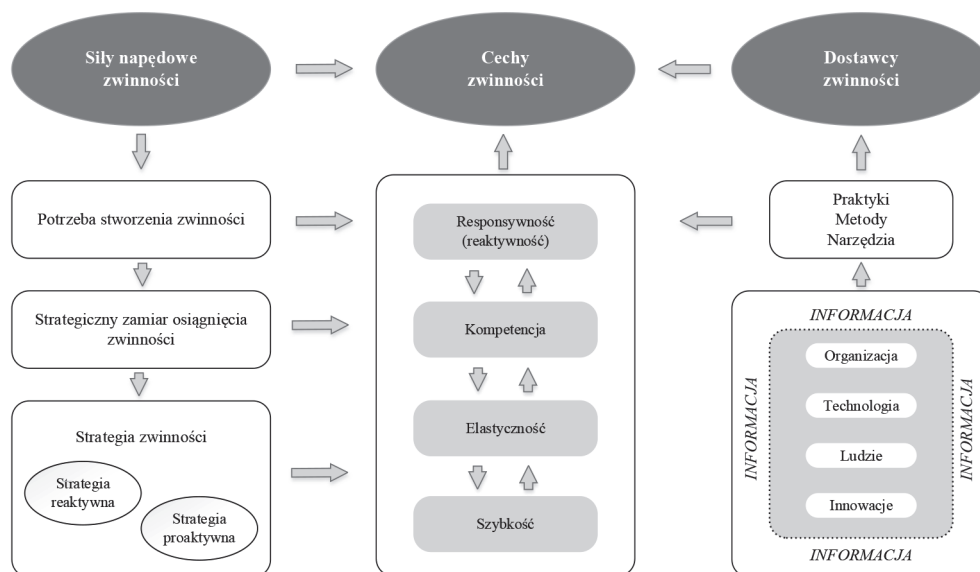 Siły napędowe
zwinności
Cechy
zwinności
Dostawcy
zwinności
Potrzeba stworzenia zwinności
Strategiczny zamiar osiągnięcia
zwinności
Strategia zwinności
Strategia
reaktywna
Strategia
proaktywna
Responsywność
(reaktywność)
Kompetencja
Elastyczność
Szybkość
Praktyki
Metody
Narzędzia
INFORMACJA
INFORMACJA
Organizacja
Technologia
Ludzie
Innowacje
INFORMACJA
INFORMACJA